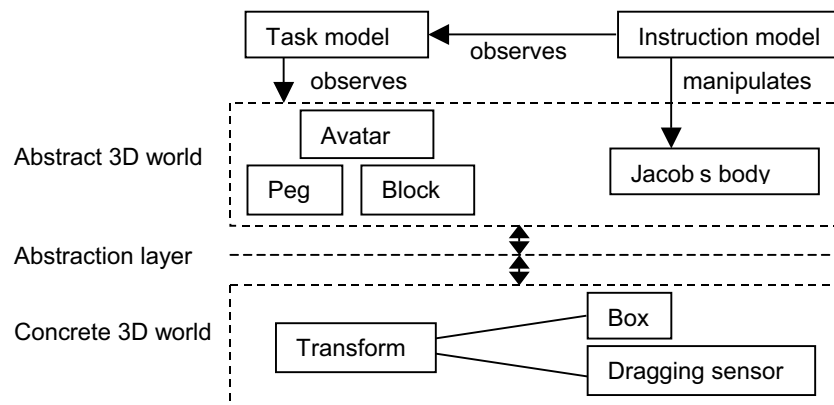 Task model
Instruction model
observes
observes
manipulates
Avatar
Abstract 3D world
Peg
Block
Jacob s body
Abstraction layer
Concrete 3D world
Box
Transform
Dragging sensor